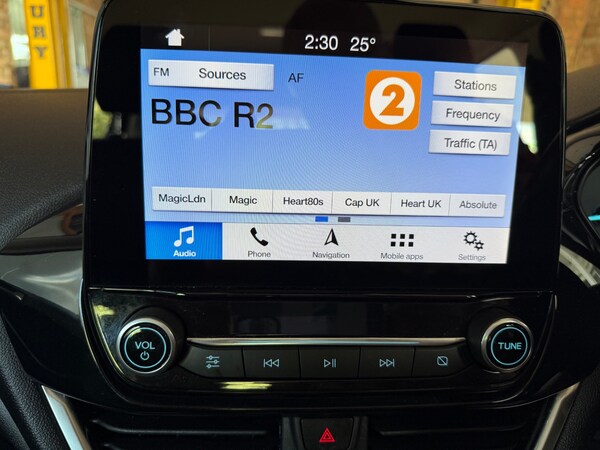 URY
2:30 25°
FM Sources AF
2
Stations
BBC R2
Frequency
Traffic (TA)
MagicLdn Magic Heart80s Cap UK Heart UK Absolute
Audio Phone Navigation Mobile apps Settings
VOL TUNE